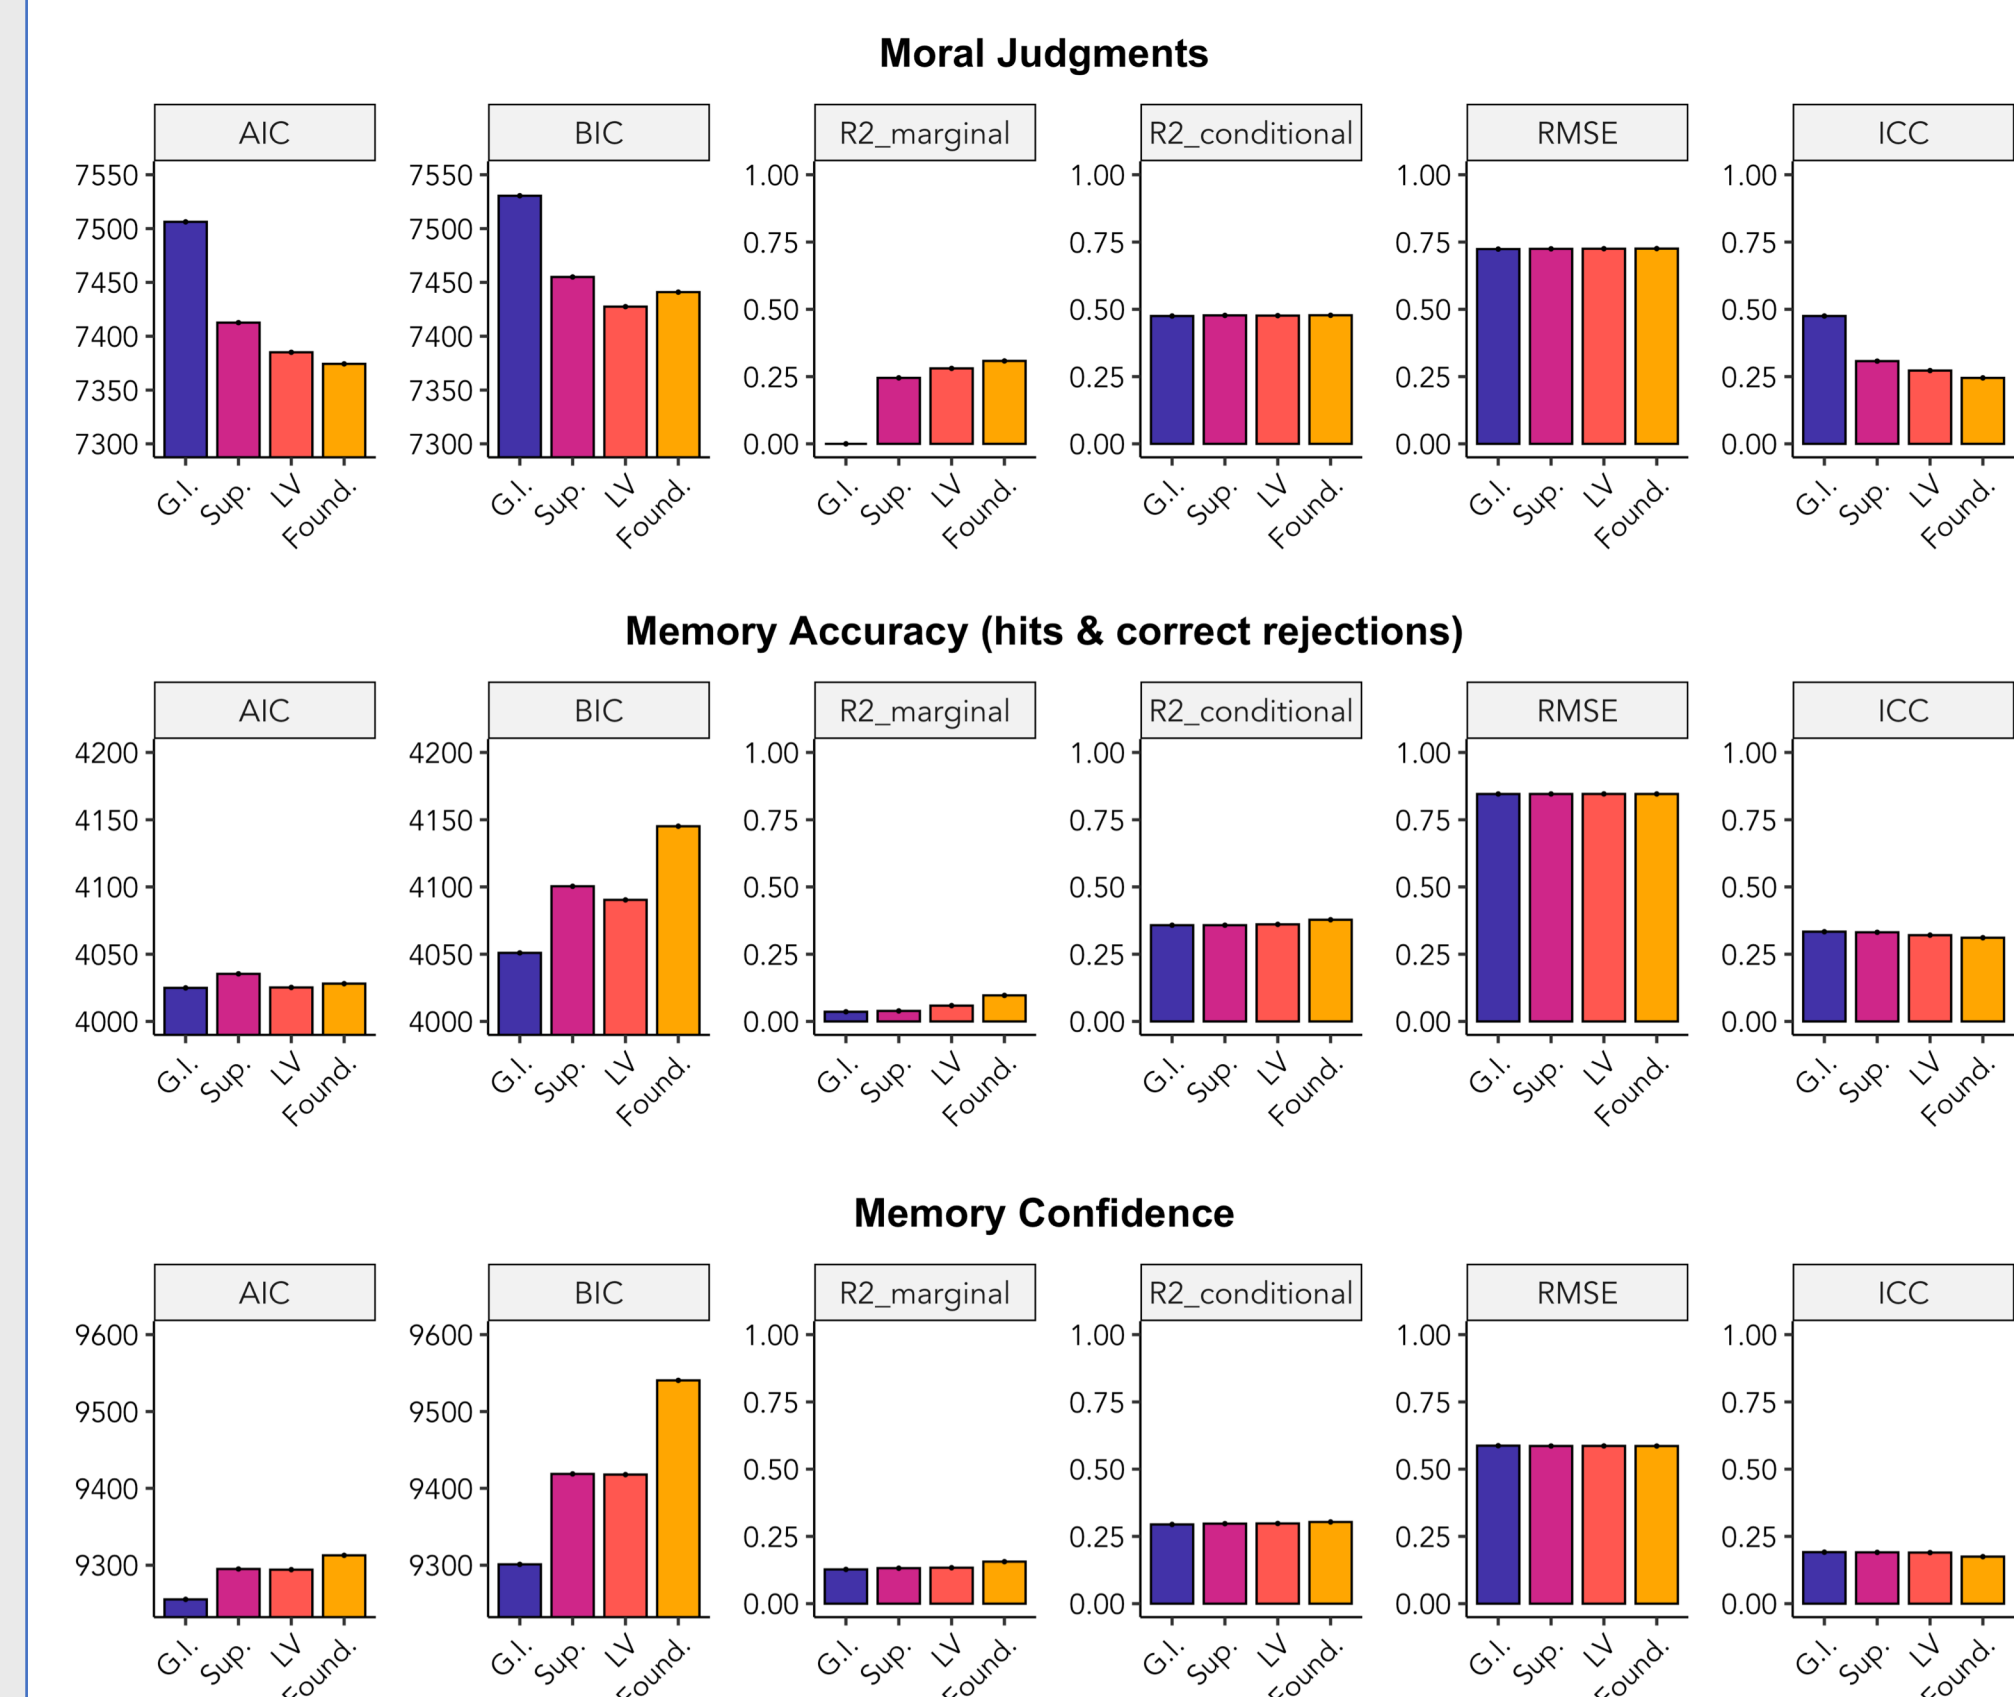 Moral Judgments
AIC BIC R2_marginal R2_conditional RMSE ICC
7550 7550 1.00 1.00 1.00 1.00
7500 7500 0.75 0.75 0.75 0.75
7450 7450 0.50 0.50 0.50 0.50
7400 7400 0.25 0.25 0.25 0.25
7350 7350
7300 7300 0.00 0.00 0.00 0.00
G.I. Sup. LV Found. G.I. Sup. LV Found. G.I. Sup. LV Found. G.I. Sup. LV Found. G.I. Sup. LV Found. G.I. Sup. LV Found.
Memory Accuracy (hits & correct rejections)
AIC BIC R2_marginal R2_conditional RMSE ICC
4200 4200 1.00 1.00 1.00 1.00
4150 4150 0.75 0.75 0.75 0.75
4100 4100 0.50 0.50 0.50 0.50
4050 4050 0.25 0.25 0.25 0.25
4000 4000 0.00 0.00 0.00 0.00
G.I. Sup. LV Found. G.I. Sup. LV Found. G.I. Sup. LV Found. G.I. Sup. LV Found. G.I. Sup. LV Found. G.I. Sup. LV Found.
Memory Confidence
AIC BIC R2_marginal R2_conditional RMSE ICC
9600 9600 1.00 1.00 1.00 1.00
9500 9500 0.75 0.75 0.75 0.75
9400 9400 0.50 0.50 0.50 0.50
9300 9300 0.25 0.25 0.25 0.25
0.00 0.00 0.00 0.00
G.I. Sup. LV Found. G.I. Sup. LV Found. G.I. Sup. LV Found. G.I. Sup. LV Found. G.I. Sup. LV Found. G.I. Sup. LV Found.